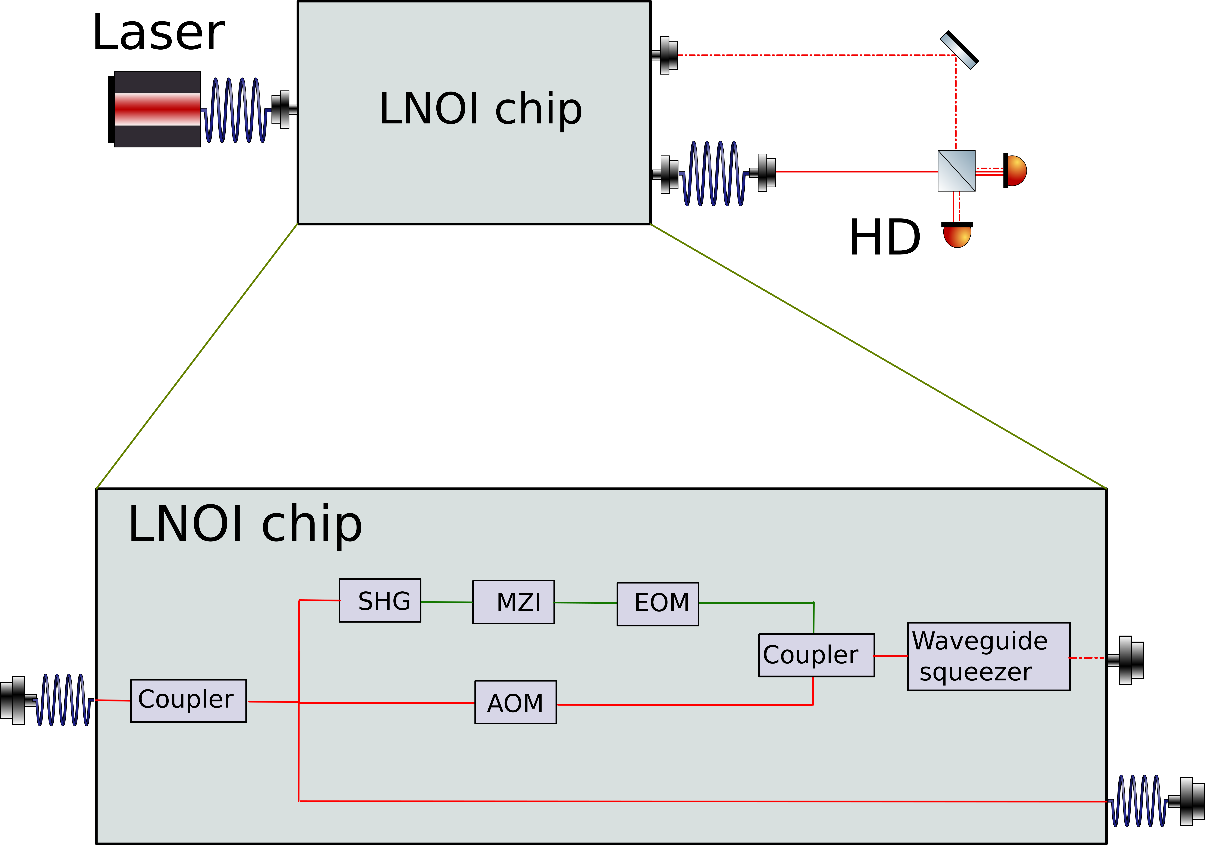 Laser
LNOI chip
HD
LNOI chip
SHG
MZI
EOM
Coupler
Waveguide
squeezer
Coupler
AOM